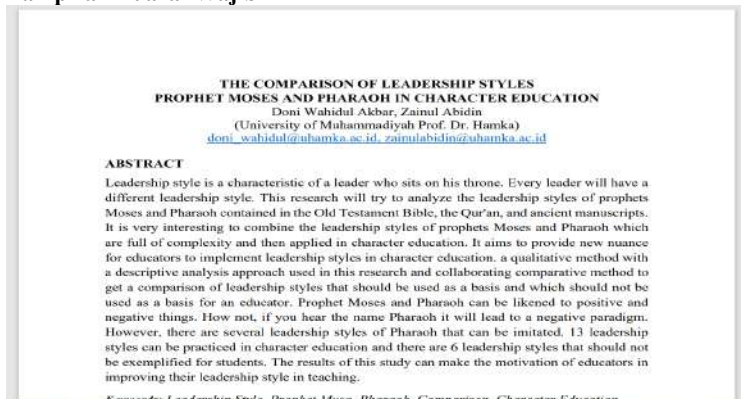 THE COMPARISON OF LEADERSHIP STYLES
PROPHET MOSES AND PHARAOH IN CHARACTER EDUCATION
Doni Wahidul Akbar, Zainul Abidin
(University of Muhammadiyah Prof. Dr. Hamka)
doni_wahidul@uhamka.ac.id, zainulabidin@uhamka.ac.id
ABSTRACT
Leadership style is a characteristic of a leader who sits on his throne. Every leader will have a
different leadership style. This research will try to analyze the leadership styles of prophets
Moses and Pharaoh contained in the Old Testament Bible, the Qur'an, and ancient manuscripts.
It is very interesting to combine the leadership styles of prophets Moses and Pharaoh which
are full of complexity and then applied in character education. It aims to provide new nuance
for educators to implement leadership styles in character education. a qualitative method with
a descriptive analysis approach used in this research and collaborating comparative method to
get a comparison of leadership styles that should be used as a basis and which should not be
used as a basis for an educator. Prophet Moses and Pharaoh can be likened to positive and
negative things. How not, if you hear the name Pharaoh it will lead to a negative paradigm.
However, there are several leadership styles of Pharaoh that can be imitated. 13 leadership
styles can be practiced in character education and there are 6 leadership styles that should not
be exemplified for students. The results of this study can make the motivation of educators in
improving their leadership style in teaching.
Keywords: Leadership Style, Prophet Musa, Pharaoh, Comparison, Character Education